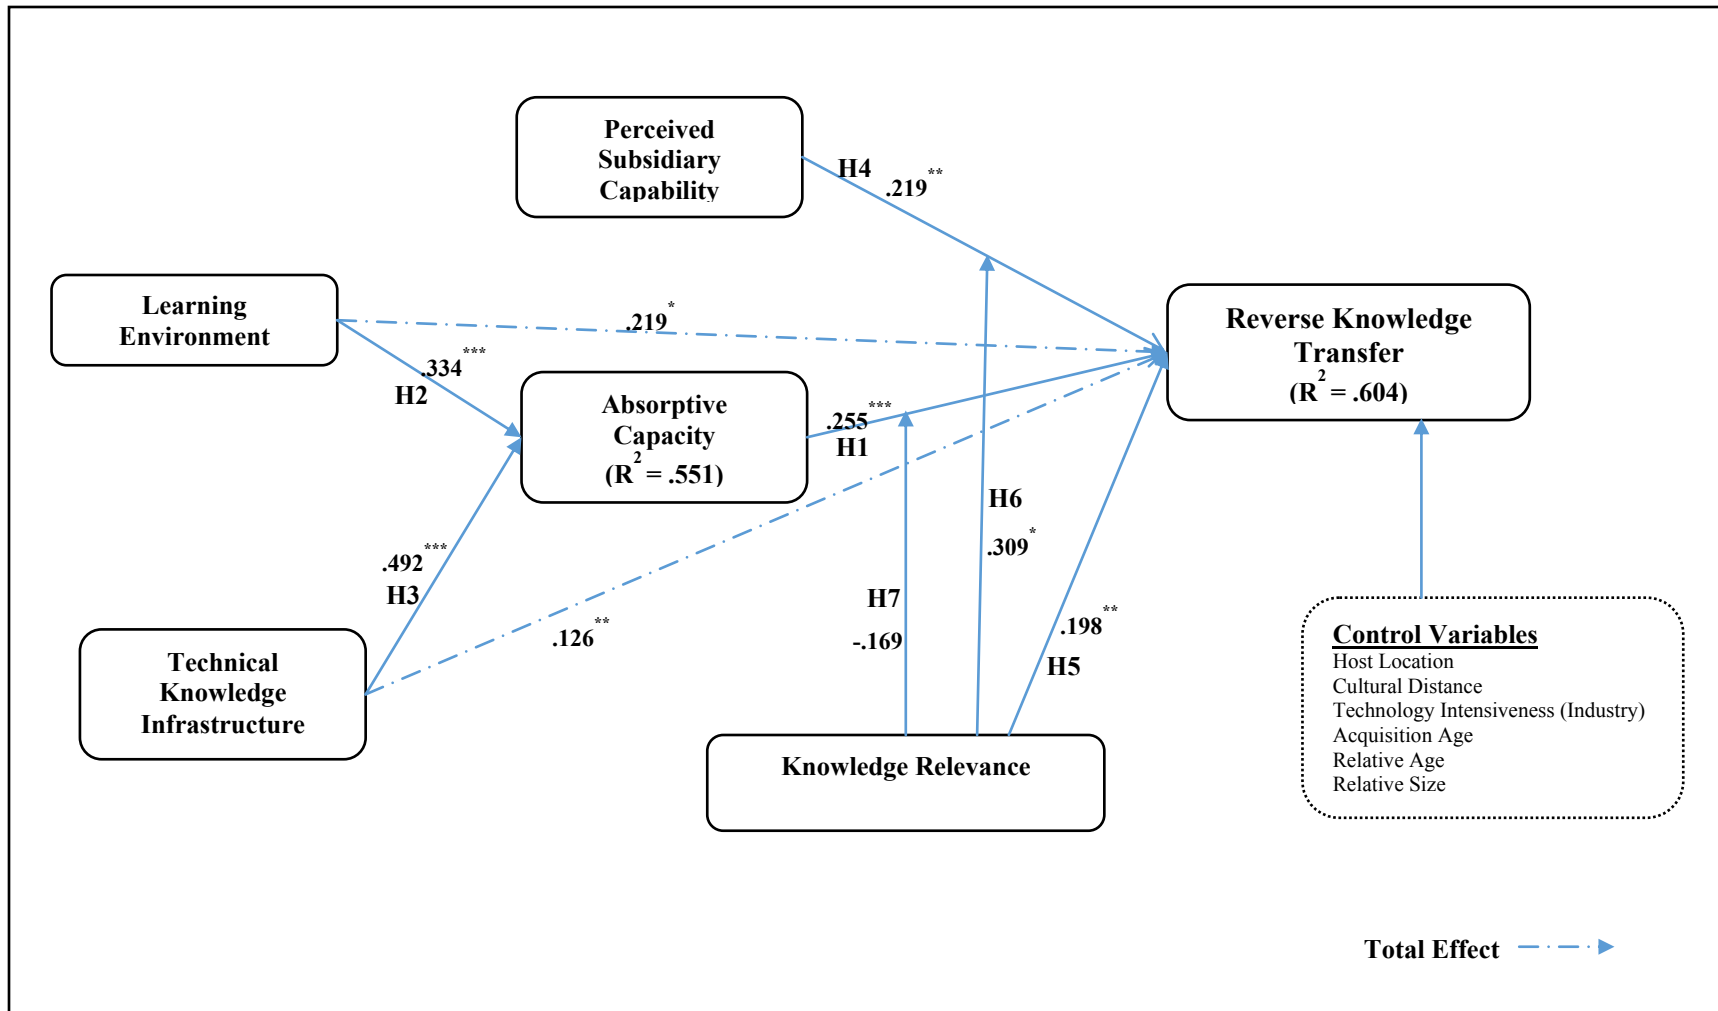 Perceived
Subsidiary
Capability
H4
.219**
Learning
Environment
.219*
.334***
H2
Reverse Knowledge
Transfer
(R2 = .604)
Absorptive
Capacity
(R2 = .551)
.255***
H1
H6
.309*
.492***
H3
H7
-.169
.126**
.198**
H5
Technical
Knowledge
Infrastructure
Knowledge Relevance
Control Variables
Host Location
Cultural Distance
Technology Intensiveness (Industry)
Acquisition Age
Relative Age
Relative Size
Total Effect